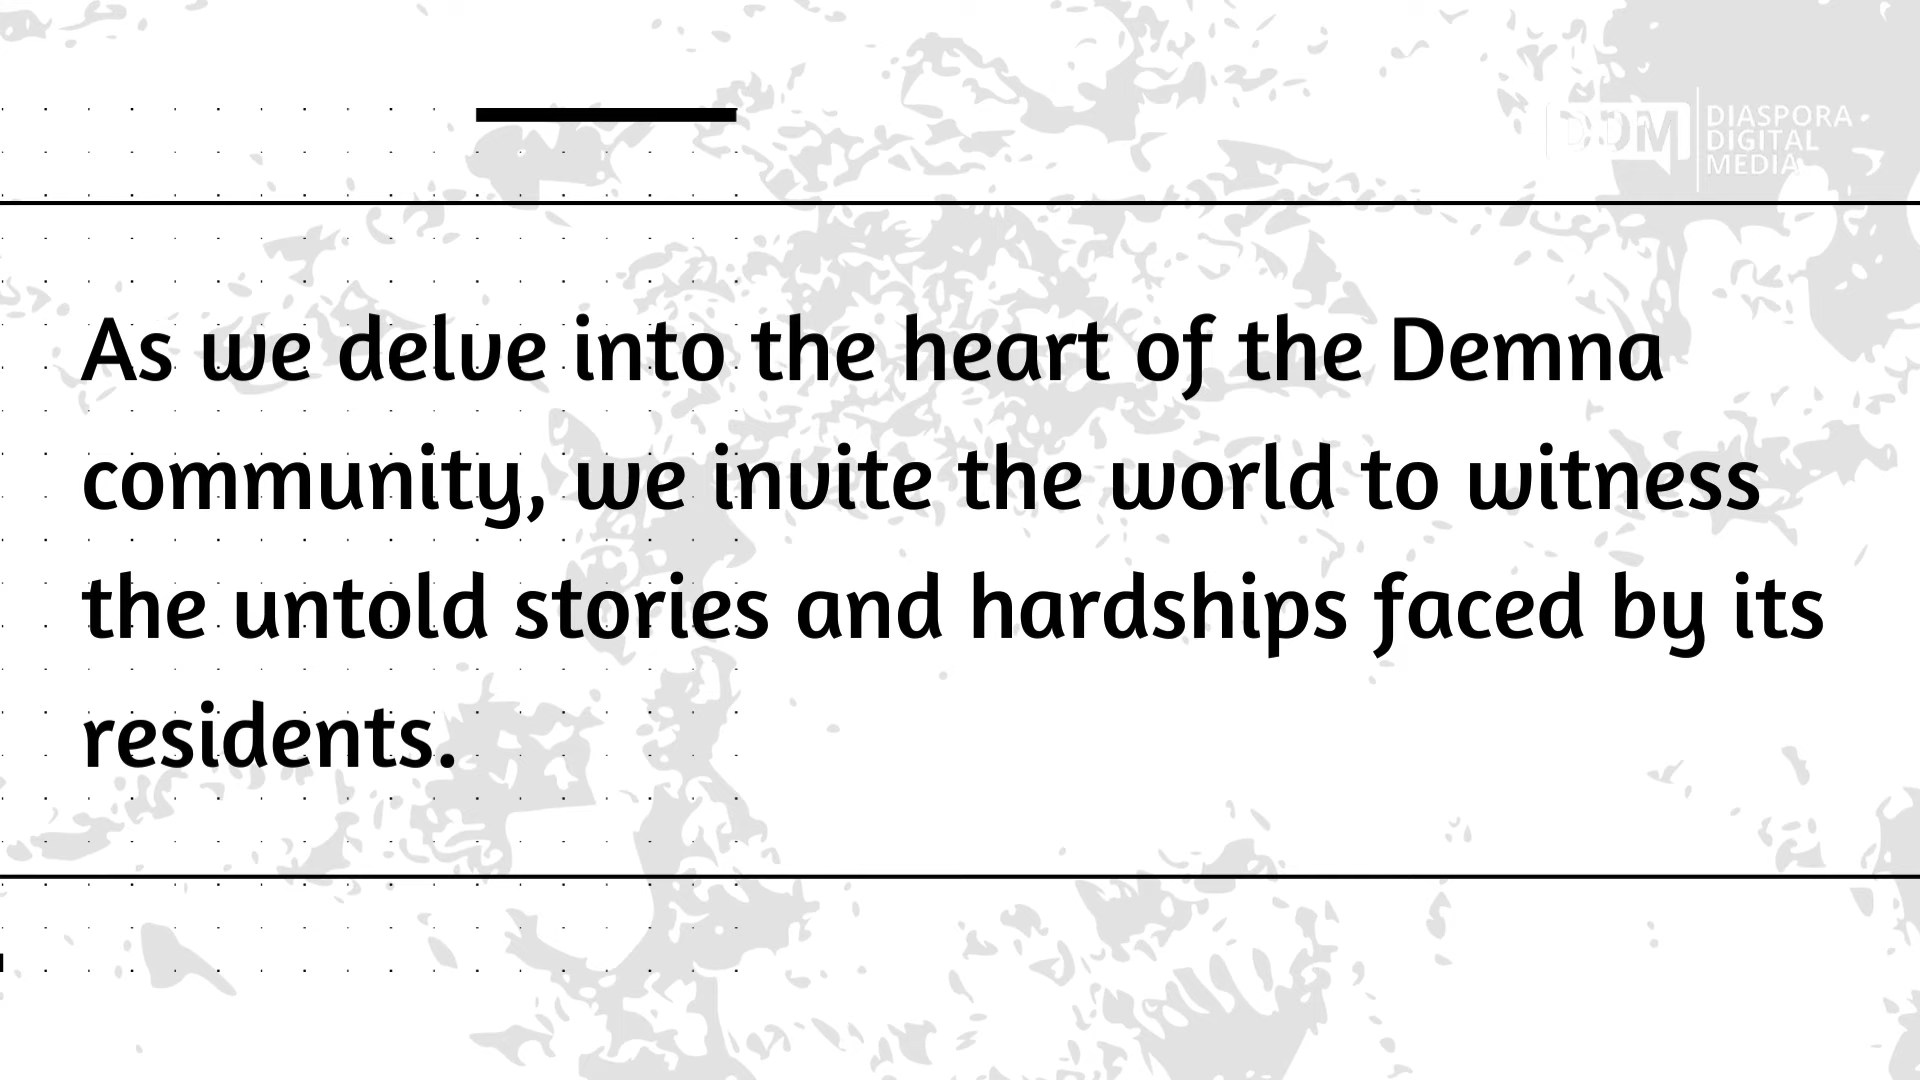 DDM
DIASPORA
DIGITAL
MEDIA
As we delve into the heart of the Demna
community, we invite the world to witness
the untold stories and hardships faced by its
residents.